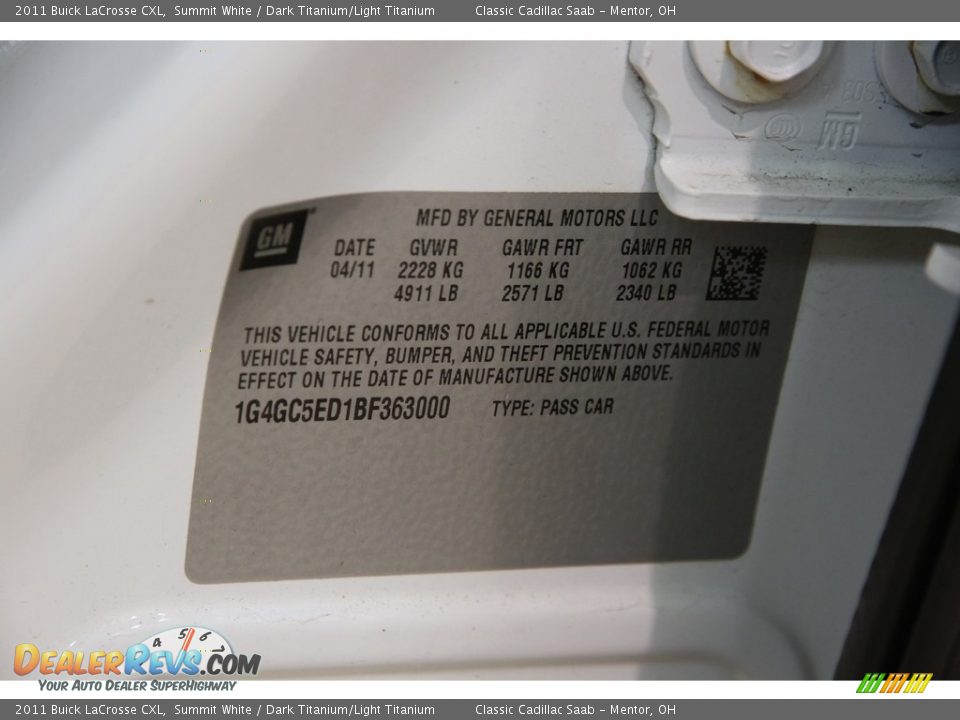 2011 Buick LaCrosse CXL, Summit White / Dark Titanium/Light Titanium Classic Cadillac Saab - Mentor, OH
GM
GM
MFD BY GENERAL MOTORS LLC
DATE GVWR GAWR FRT GAWR RR
04/11 2228 KG 1166 KG 1062 KG
4911 LB 2571 LB 2340 LB
THIS VEHICLE CONFORMS TO ALL APPLICABLE U.S. FEDERAL MOTOR
VEHICLE SAFETY, BUMPER, AND THEFT PREVENTION STANDARDS IN
EFFECT ON THE DATE OF MANUFACTURE SHOWN ABOVE.
1G4GC5ED1BF363000 TYPE: PASS CAR
4 5 6
DEALERREVS.COM
YOUR AUTO DEALER SUPERHIGHWAY
2011 Buick LaCrosse CXL, Summit White / Dark Titanium/Light Titanium Classic Cadillac Saab - Mentor, OH